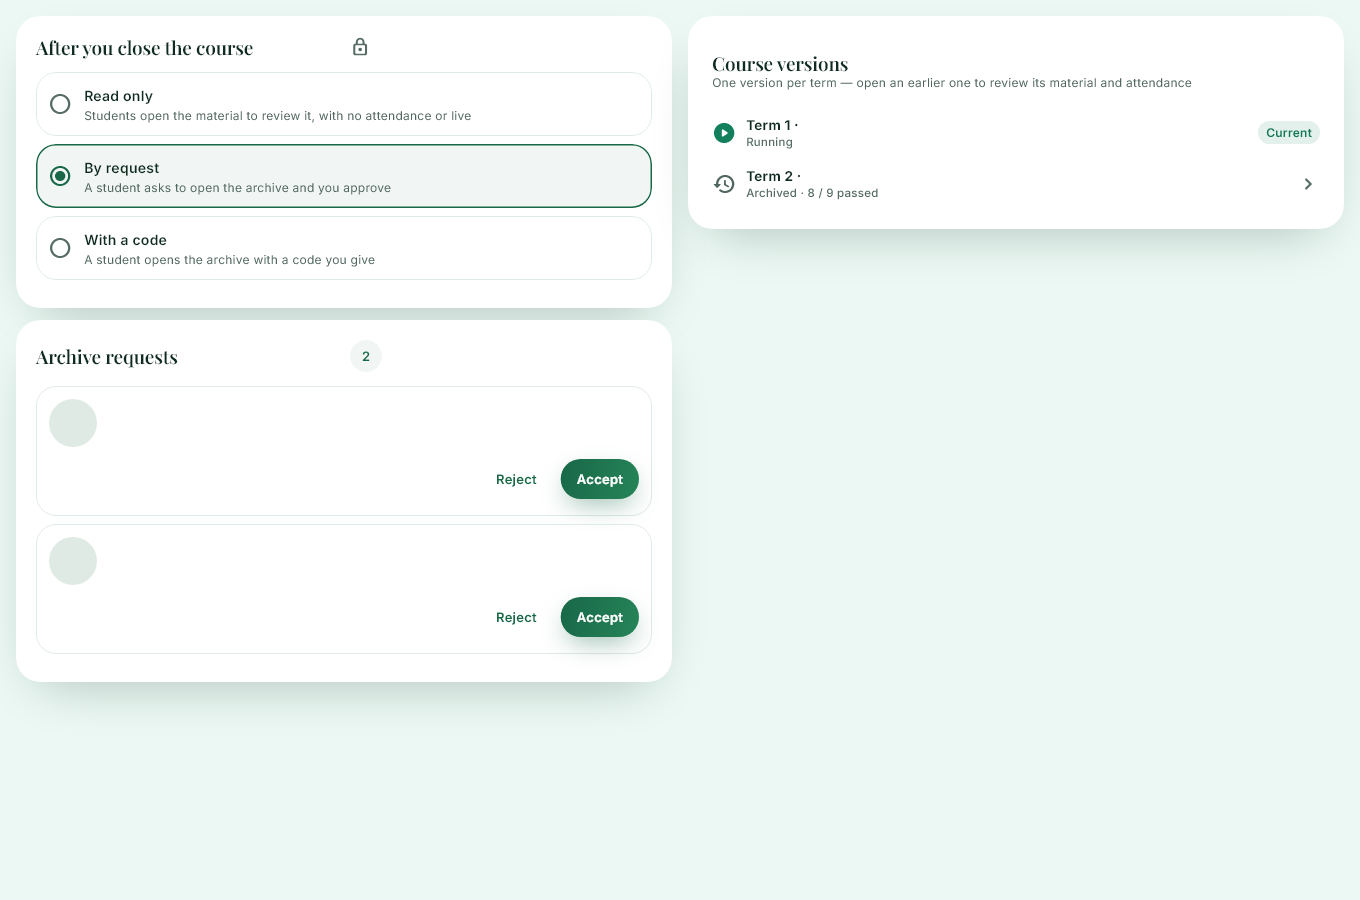 After you close the course
Read only
Students open the material to review it, with no attendance or live
By request
A student asks to open the archive and you approve
With a code
A student opens the archive with a code you give
Archive requests
2
Reject
Accept
Reject
Accept
Course versions
One version per term — open an earlier one to review its material and attendance
Term 1 ·
Running
Current
Term 2 ·
Archived · 8 / 9 passed